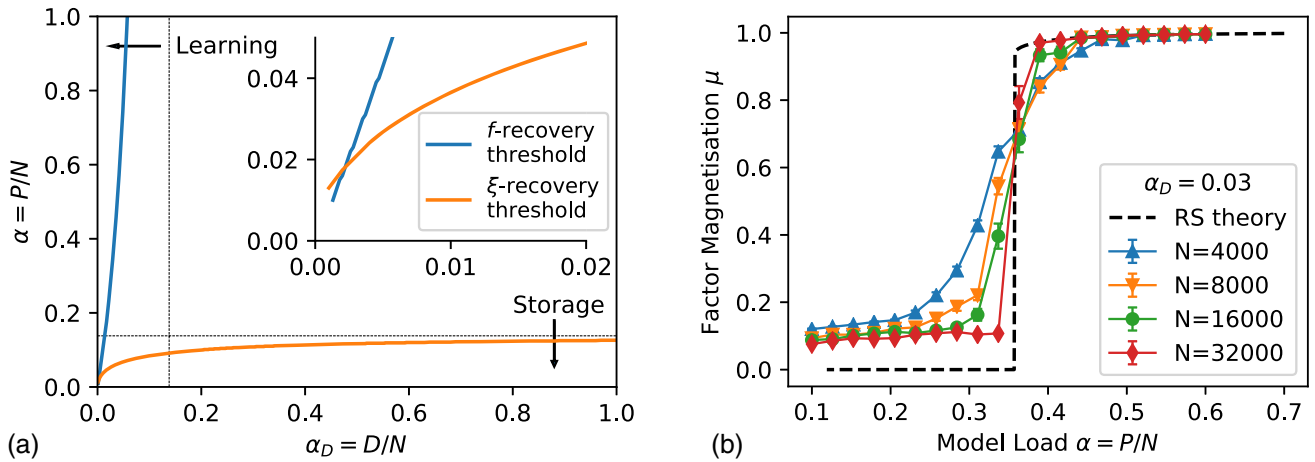 1.0
0.8
0.6
0.4
0.2
0.0
α = P/N
Learning
0.04
0.02
0.00
0.00 0.01 0.02
f-recovery
threshold
ξ-recovery
threshold
Storage
0.0 0.2 0.4 0.6 0.8 1.0
α_D = D/N
(a)
1.0
0.8
0.6
0.4
0.2
0.0
Factor Magnetisation μ
α_D = 0.03
RS theory
N=4000
N=8000
N=16000
N=32000
0.1 0.2 0.3 0.4 0.5 0.6 0.7
Model Load α = P/N
(b)